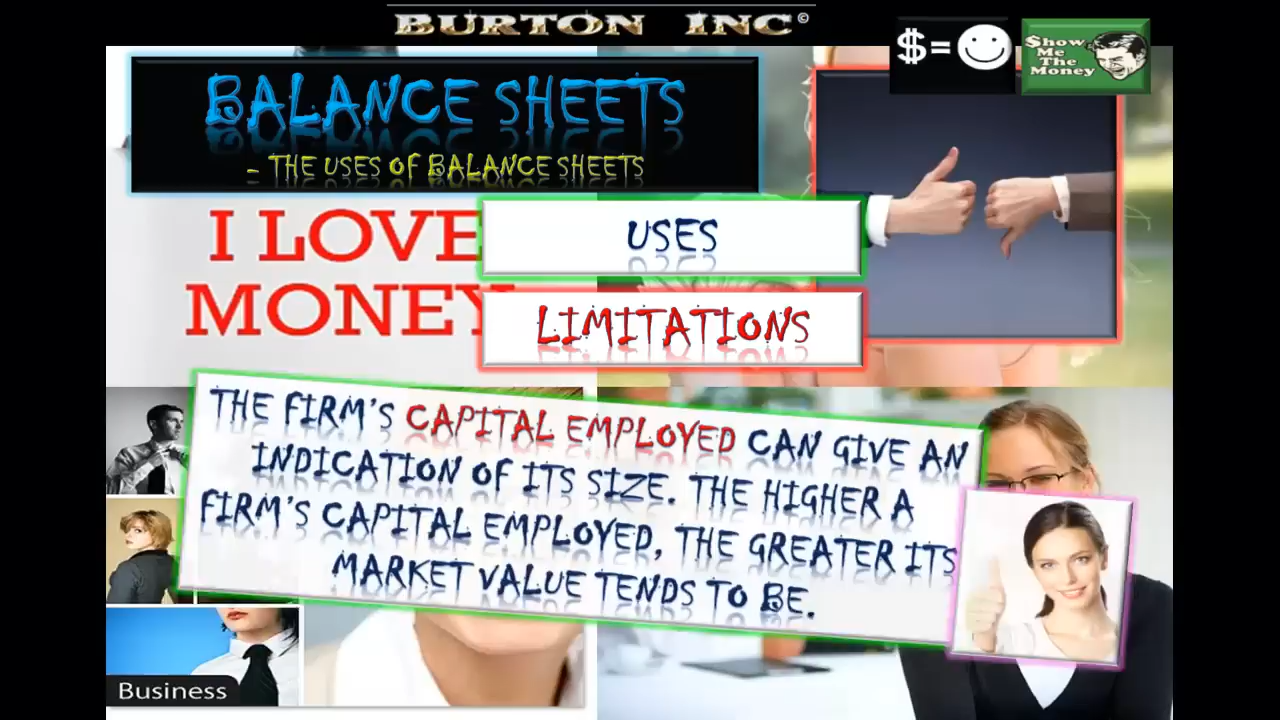 BURTON INC©
$=
Show
Me
The
Money
BALANCE SHEETS
- THE USES OF BALANCE SHEETS
I LOVE
MONEY
USES
LIMITATIONS
THE FIRM'S CAPITAL EMPLOYED CAN GIVE AN
INDICATION OF ITS SIZE. THE HIGHER A
FIRM'S CAPITAL EMPLOYED, THE GREATER ITS
MARKET VALUE TENDS TO BE.
Business